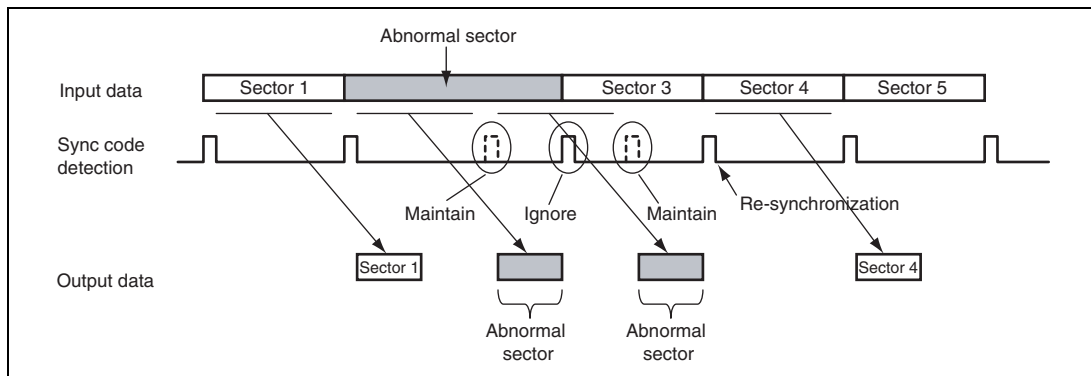 Abnormal sector
Input data
Sector 1
Sector 3
Sector 4
Sector 5
Sync code
detection
Maintain
Ignore
Maintain
Re-synchronization
Output data
Sector 1
Sector 4
Abnormal
sector
Abnormal
sector